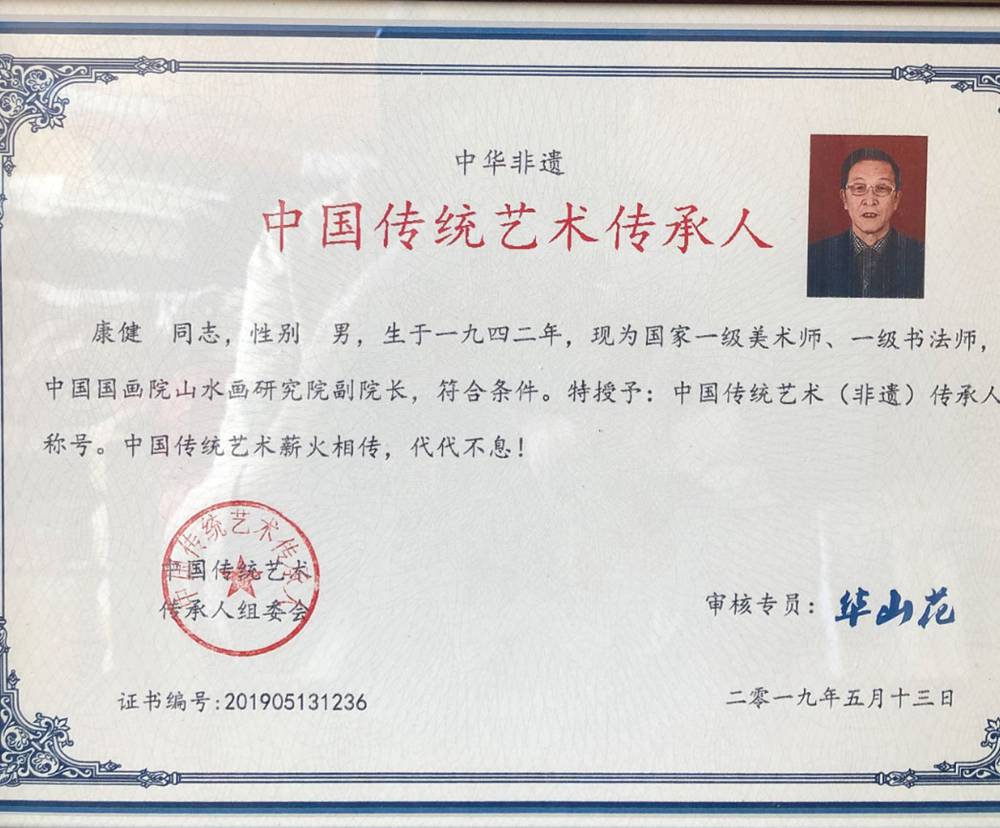 中华非遗
中国传统艺术传承人
康健 同志，性别 男，生于一九四二年，现为国家一级美术师、一级书法师，
中国国画院山水画研究院副院长，符合条件。特授予：中国传统艺术（非遗）传承人
称号。中国传统艺术薪火相传，代代不息！
中国传统艺术传承人
中国传统艺术
传承人组委会
审核专员：华山花
证书编号:201905131236
二零一九年五月十三日